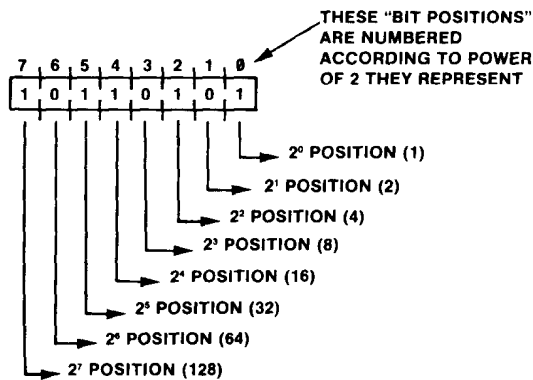 THESE “BIT POSITIONS”
ARE NUMBERED
ACCORDING TO POWER
OF 2 THEY REPRESENT
7 6 5 4 3 2 1 0
1 0 1 1 0 1 0 1
2⁰ POSITION (1)
2¹ POSITION (2)
2² POSITION (4)
2³ POSITION (8)
2⁴ POSITION (16)
2⁵ POSITION (32)
2⁶ POSITION (64)
2⁷ POSITION (128)